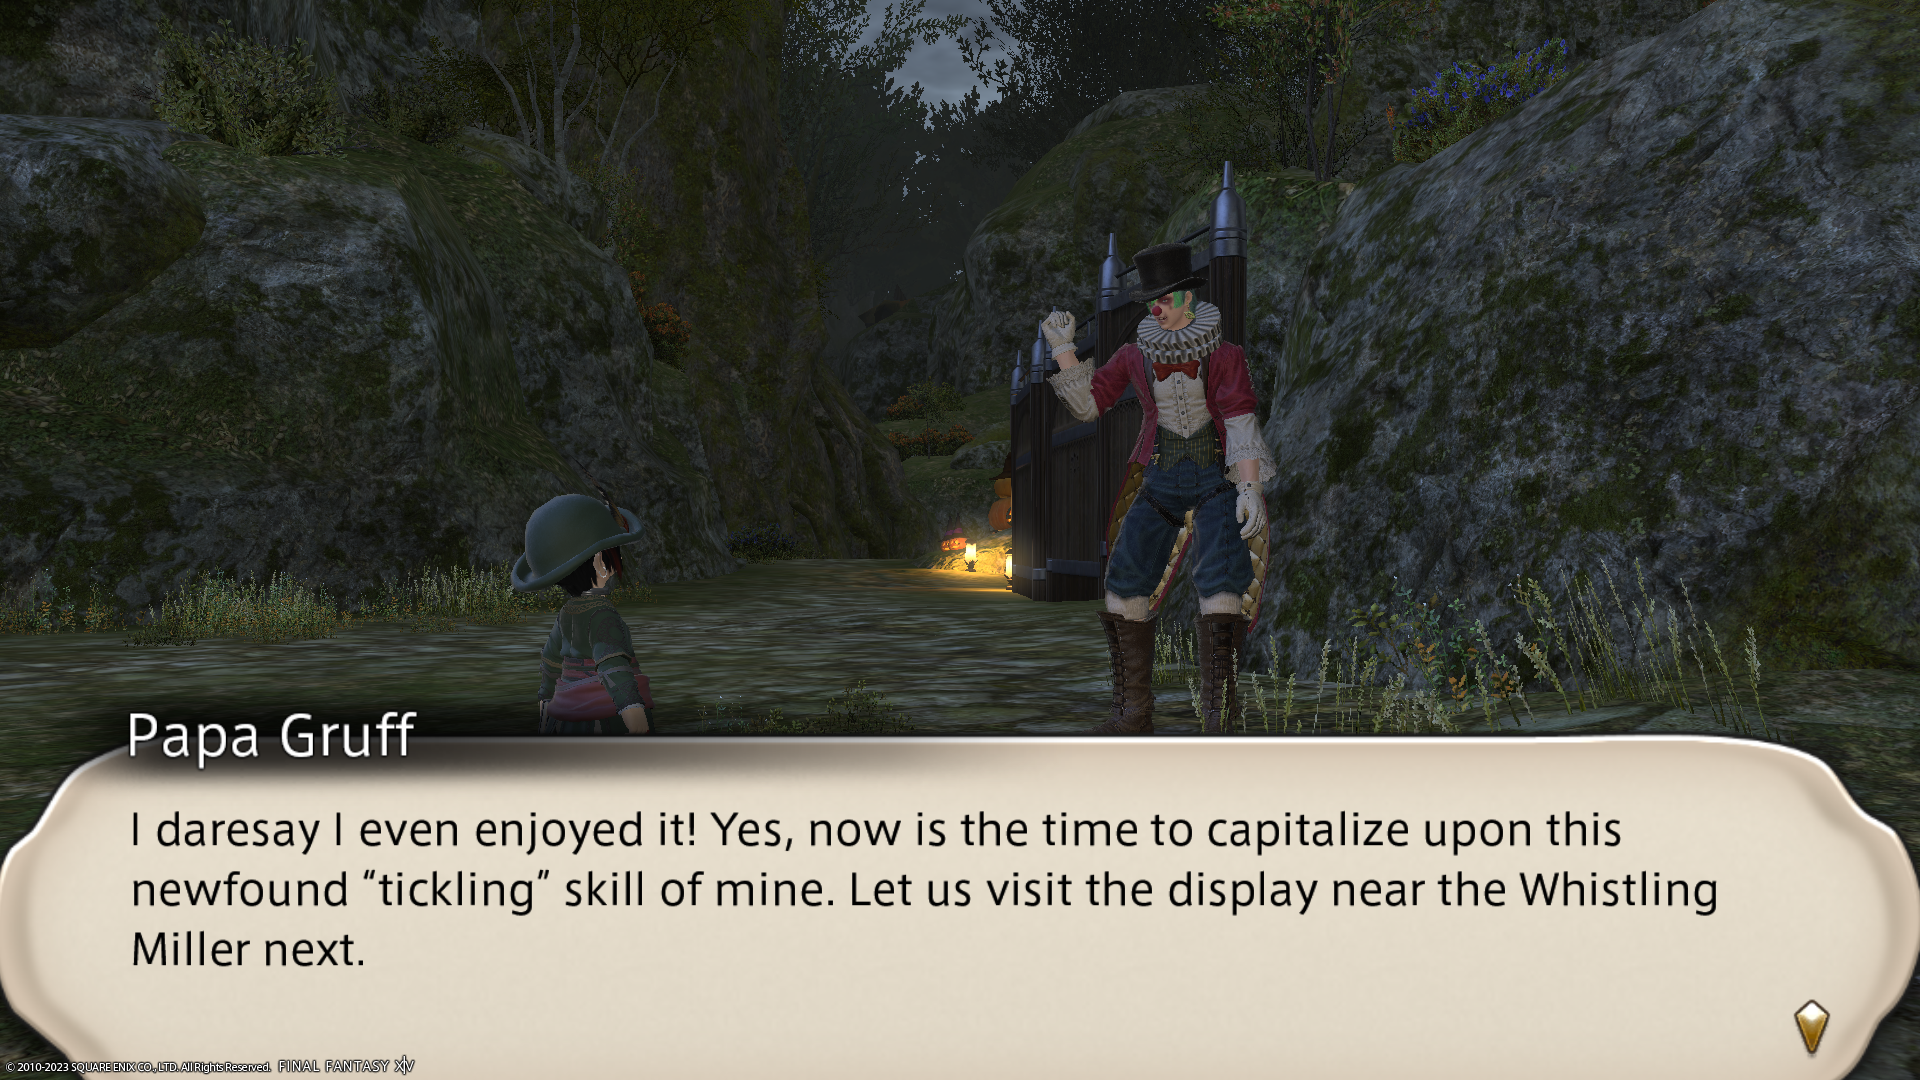 Papa Gruff
I daresay I even enjoyed it! Yes, now is the time to capitalize upon this
newfound “tickling” skill of mine. Let us visit the display near the Whistling
Miller next.
© 2010-2023 SQUARE ENIX CO., LTD. All Rights Reserved. FINAL FANTASY XIV